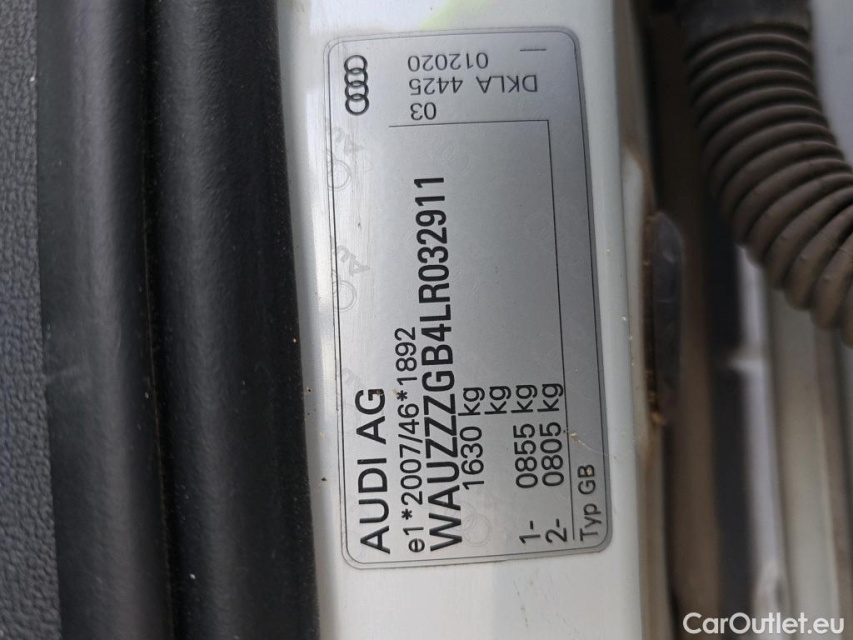 AUDI AG
e1*2007/46*1892
WAUZZZGB4LR032911
1630 kg
kg
1- 0855 kg
2- 0805 kg
Typ GB
03
DKLA 4425
012020
CarOutlet.eu